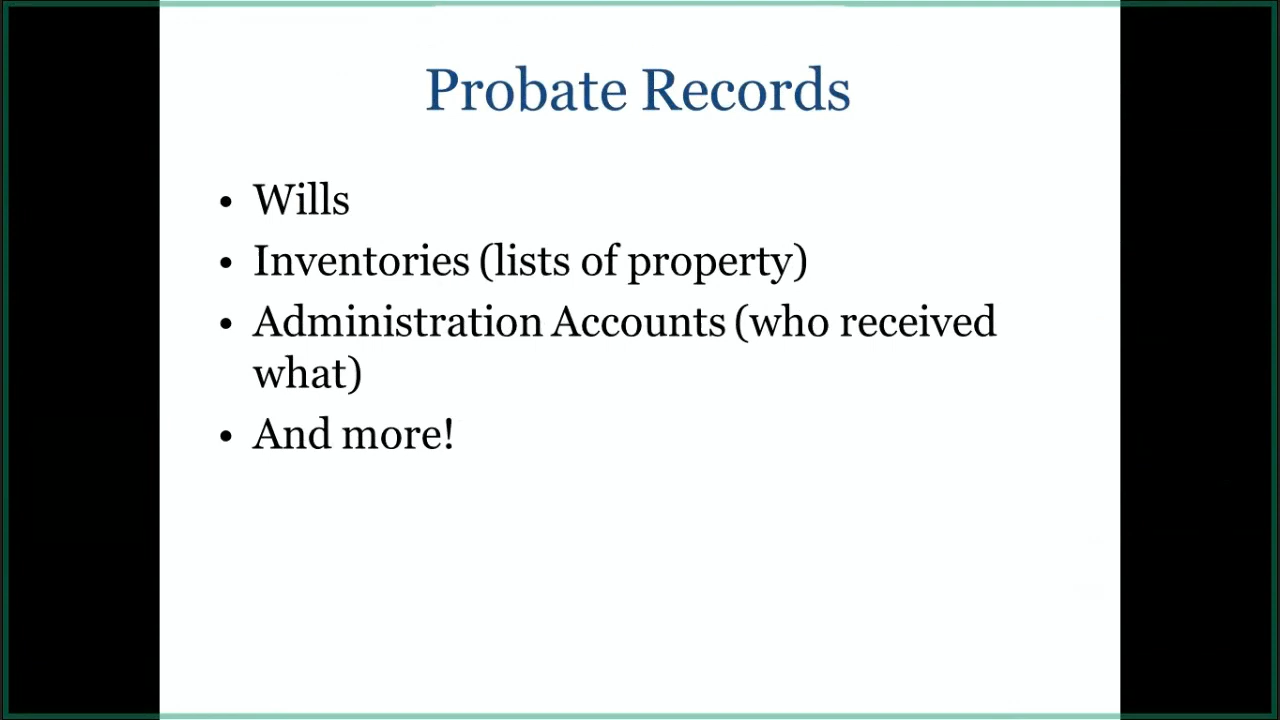 Probate Records
• Wills
• Inventories (lists of property)
• Administration Accounts (who received
what)
• And more!